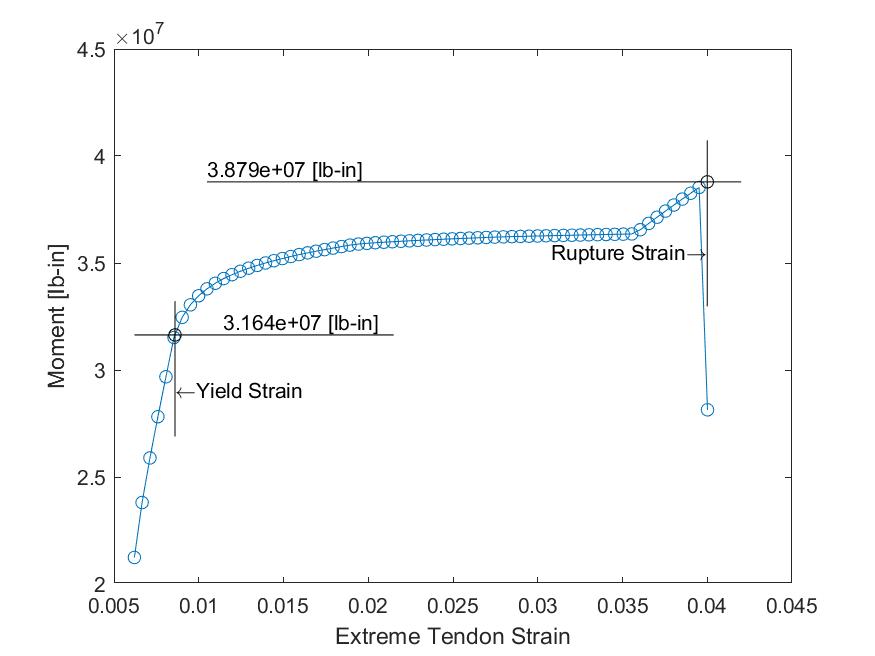 ×10⁷
4.5
4
3.879e+07 [lb-in]
3.5
Rupture Strain→
3.164e+07 [lb-in]
3
←Yield Strain
2.5
2
Moment [lb-in]
0.005 0.01 0.015 0.02 0.025 0.03 0.035 0.04 0.045
Extreme Tendon Strain